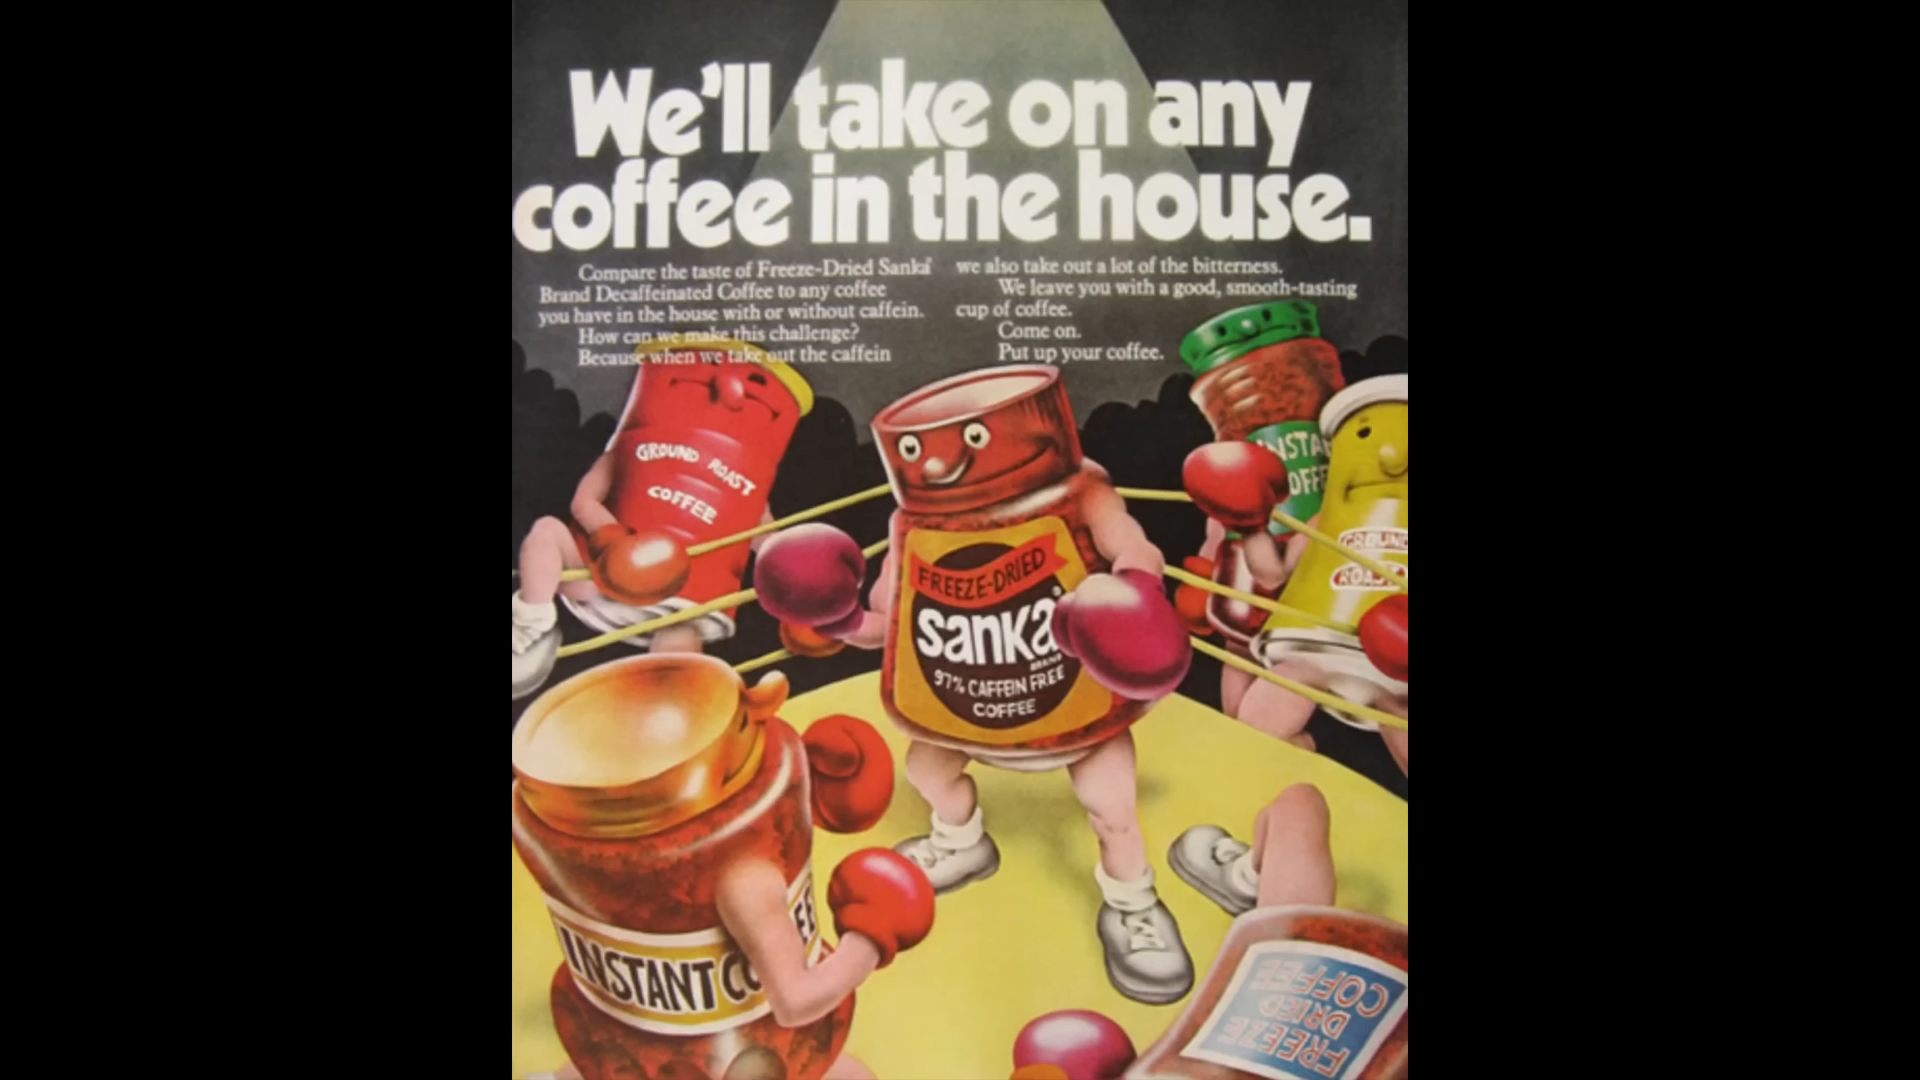 We'll take on any
coffee in the house.
Compare the taste of Freeze-Dried Sanka®
Brand Decaffeinated Coffee to any coffee
you have in the house with or without caffein.
How can we make this challenge?
Because when we take out the caffein
we also take out a lot of the bitterness.
We leave you with a good, smooth-tasting
cup of coffee.
Come on.
Put up your coffee.
GROUND ROAST
COFFEE
FREEZE-DRIED
sanka®
BRAND
97% CAFFEIN FREE
COFFEE
GROUND
ROAST
INSTANT
FREEZE
DRIED
COFFEE